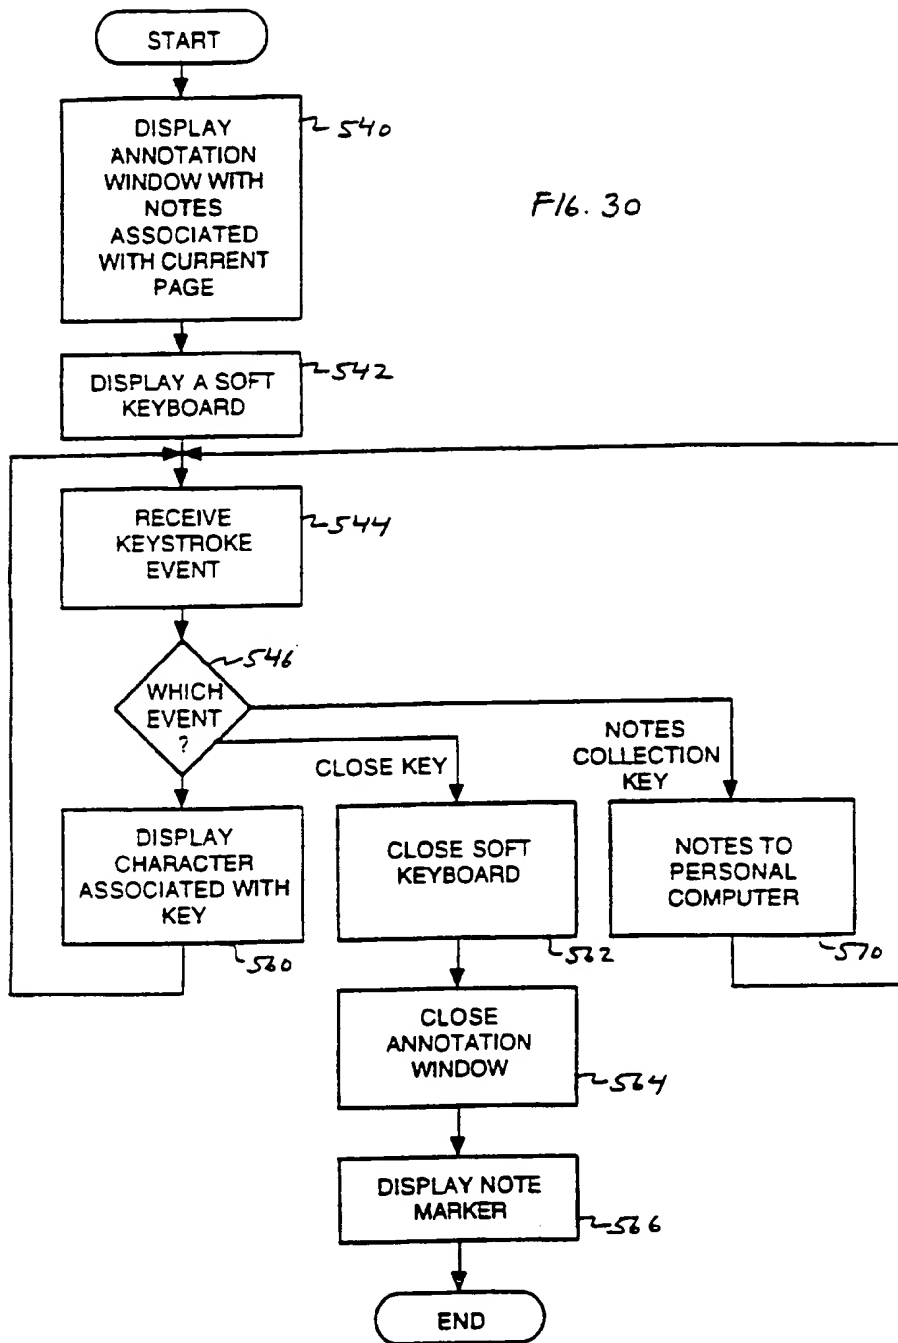 START
DISPLAY
ANNOTATION
WINDOW WITH
NOTES
ASSOCIATED
WITH CURRENT
PAGE
540
FIG. 30
DISPLAY A SOFT
KEYBOARD
542
RECEIVE
KEYSTROKE
EVENT
544
WHICH
EVENT
?
546
CLOSE KEY
NOTES
COLLECTION
KEY
DISPLAY
CHARACTER
ASSOCIATED WITH
KEY
560
CLOSE SOFT
KEYBOARD
562
NOTES TO
PERSONAL
COMPUTER
570
CLOSE
ANNOTATION
WINDOW
564
DISPLAY NOTE
MARKER
566
END